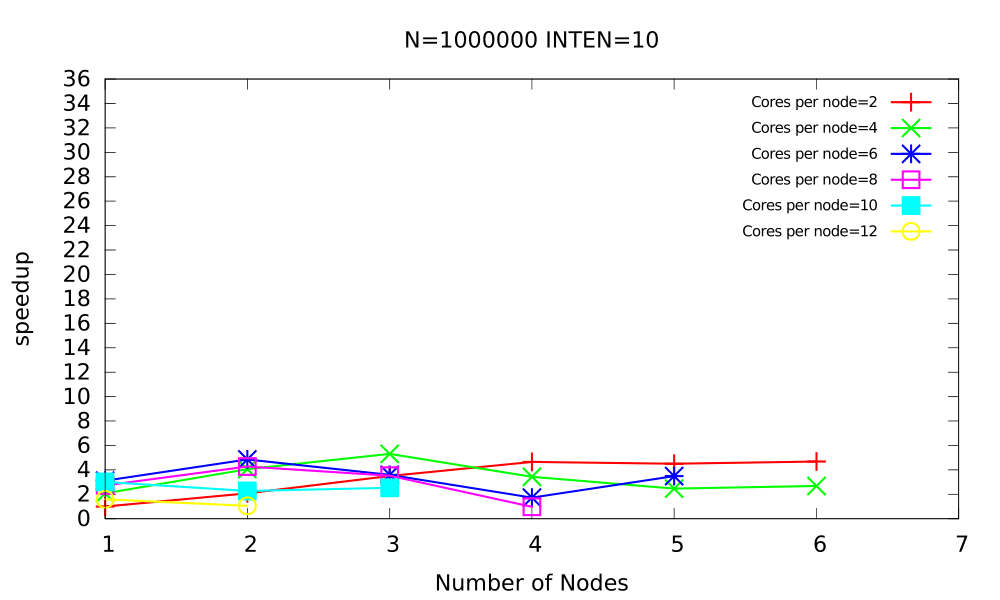 N=1000000 INTEN=10
36
34
32
30
28
26
24
22
20
18
16
14
12
10
8
6
4
2
0
speedup
Cores per node=2
Cores per node=4
Cores per node=6
Cores per node=8
Cores per node=10
Cores per node=12
1 2 3 4 5 6 7
Number of Nodes